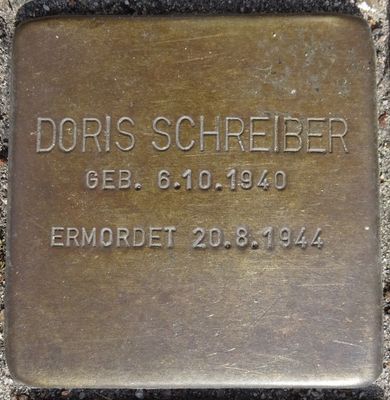 DORIS SCHREIBER
GEB. 6.10.1940
ERMORDET 20.8.1944